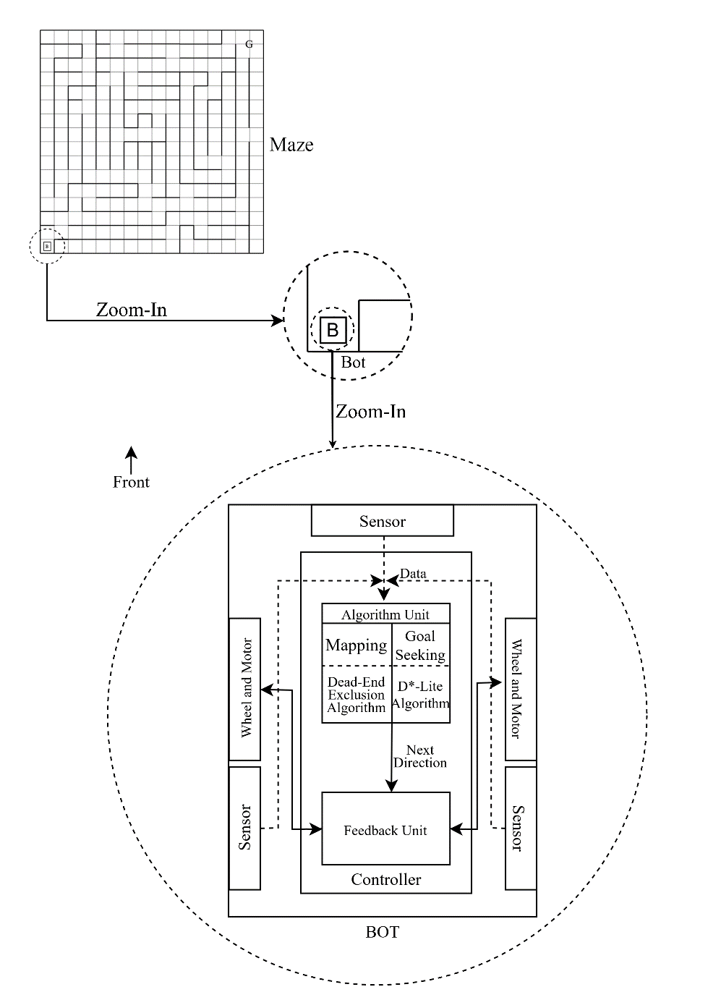 G
Maze
B
Zoom-In
B
Bot
Zoom-In
Front
Sensor
Data
Algorithm Unit
Mapping
Goal
Seeking
Dead-End
Exclusion
Algorithm
D*-Lite
Algorithm
Wheel and Motor
Wheel and Motor
Next
Direction
Sensor
Feedback Unit
Sensor
Controller
BOT